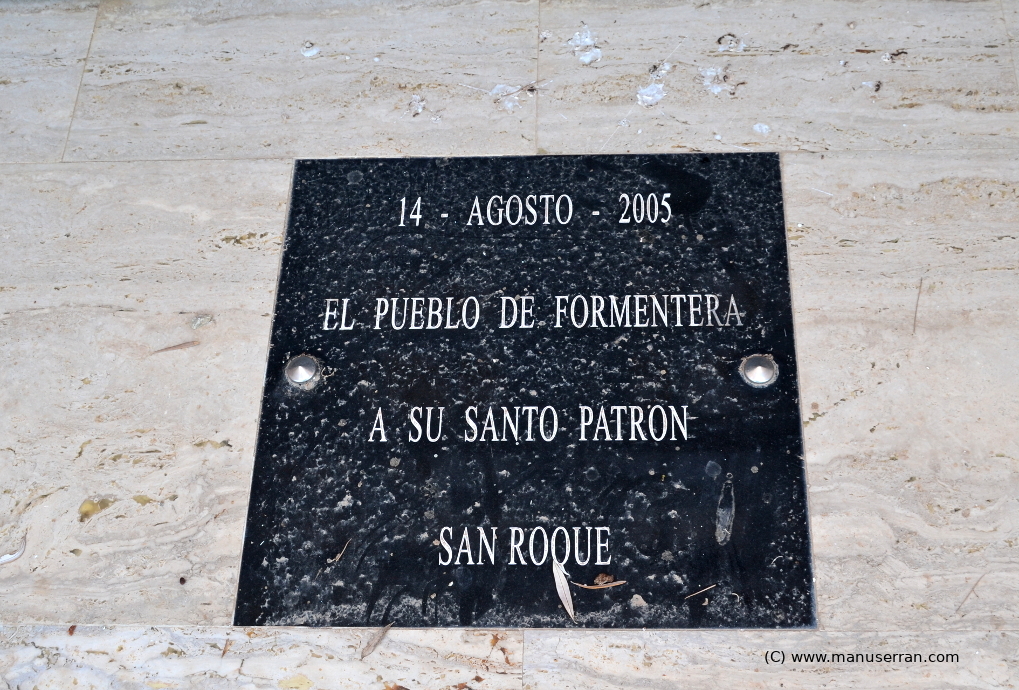 14 - AGOSTO - 2005
EL PUEBLO DE FORMENTERA
A SU SANTO PATRON
SAN ROQUE
(C) www.manuserran.com